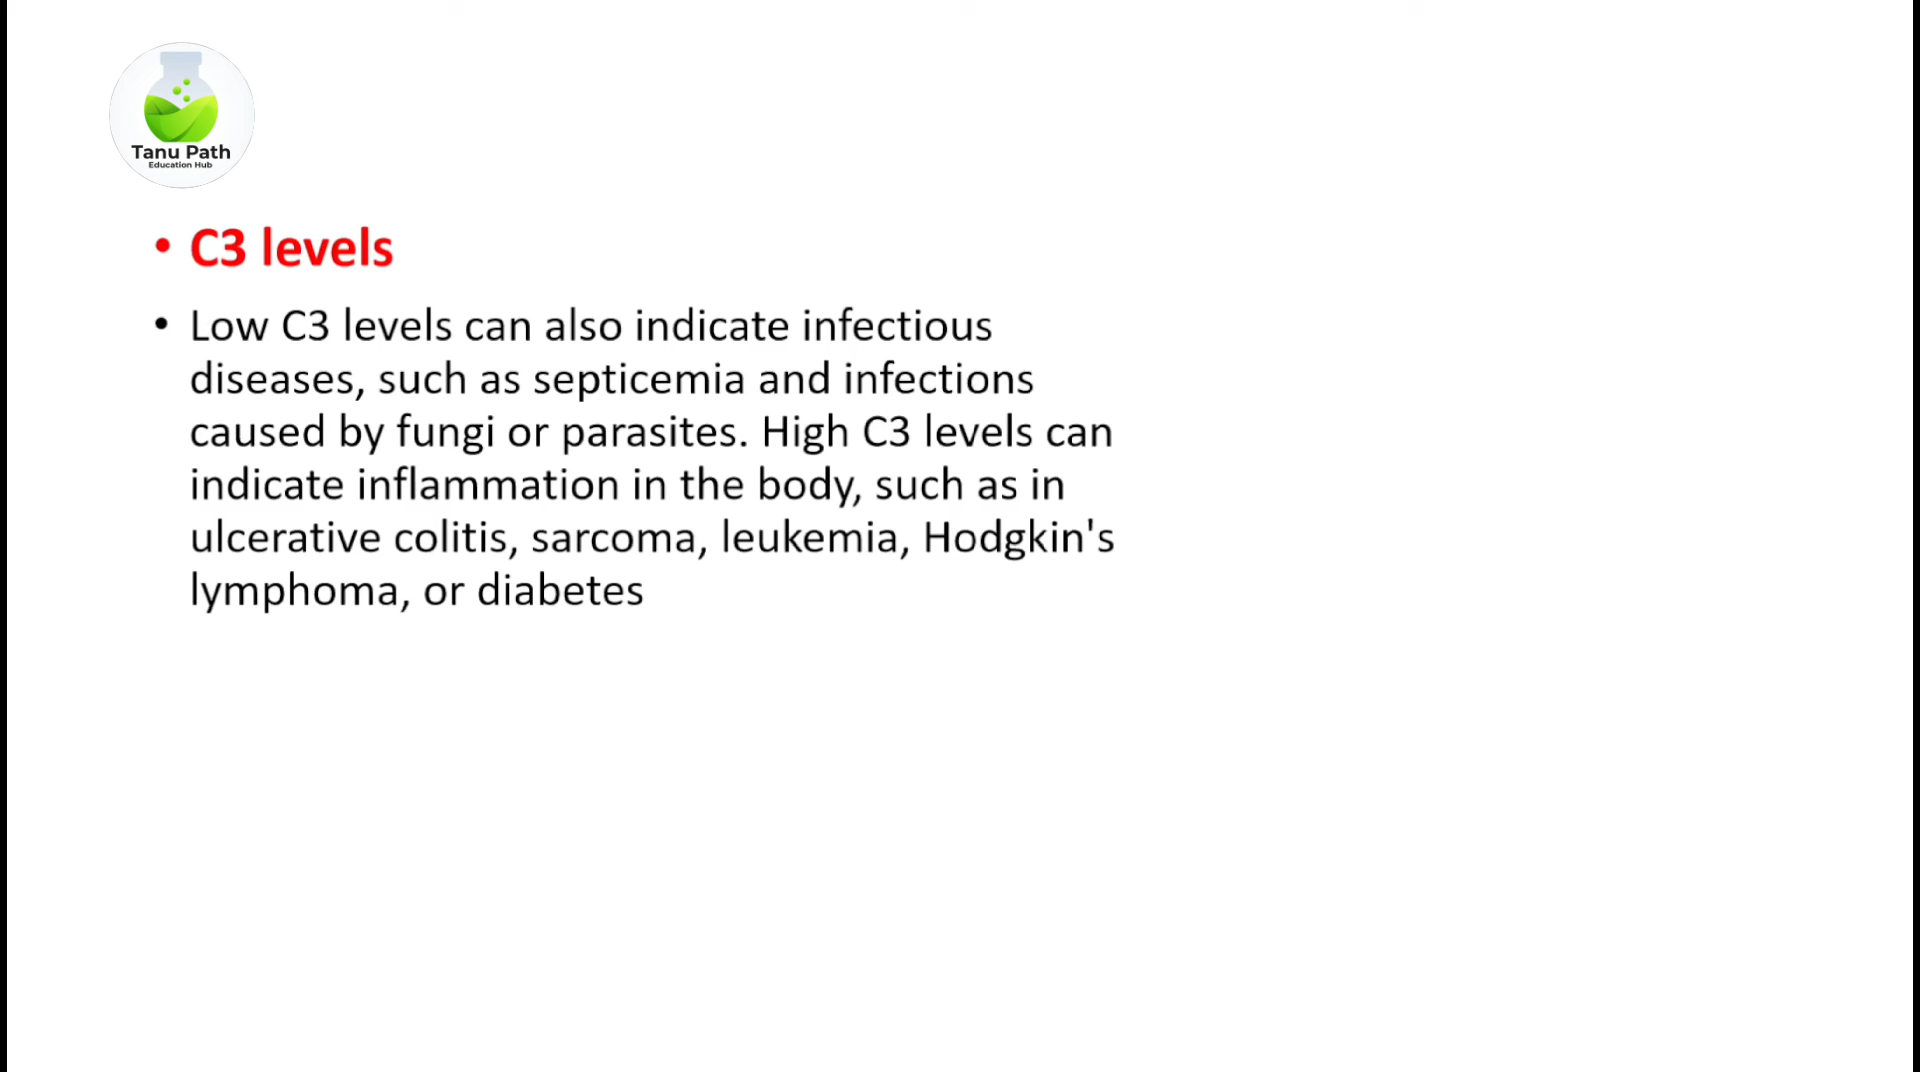 Tanu Path
Education Hub
• C3 levels
• Low C3 levels can also indicate infectious
diseases, such as septicemia and infections
caused by fungi or parasites. High C3 levels can
indicate inflammation in the body, such as in
ulcerative colitis, sarcoma, leukemia, Hodgkin's
lymphoma, or diabetes